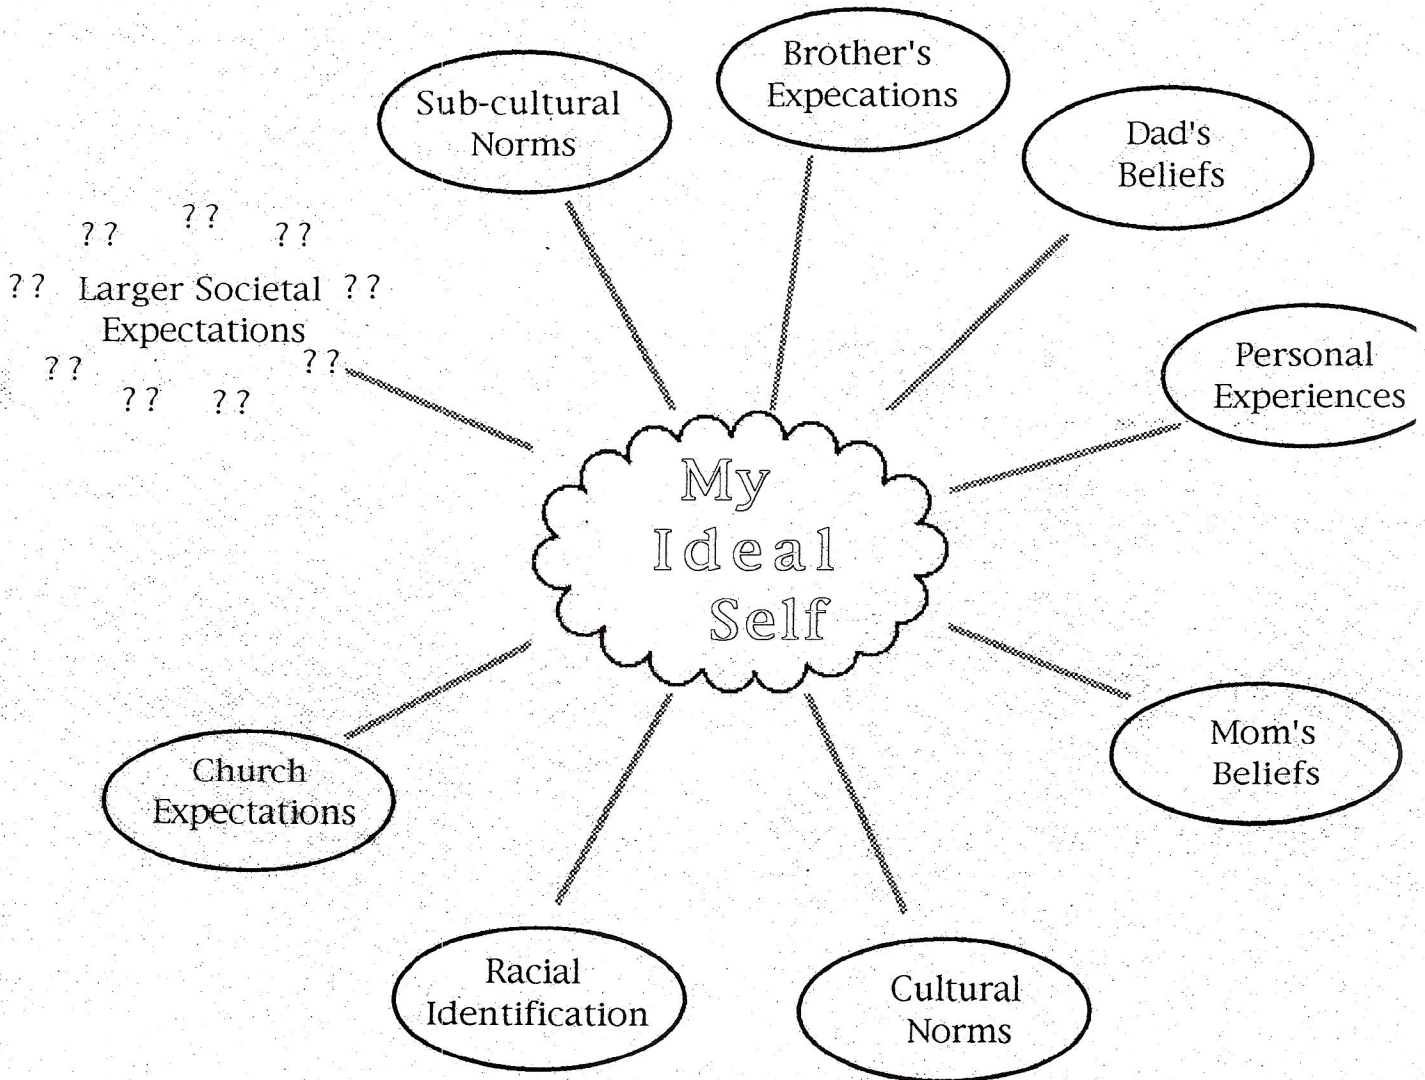 Brother's
Expecations
Sub-cultural
Norms
Dad's
Beliefs
??
??
??
?? Larger Societal ??
Expectations
??
??
??
??
Personal
Experiences
My
Ideal
Self
Mom's
Beliefs
Church
Expectations
Racial
Identification
Cultural
Norms